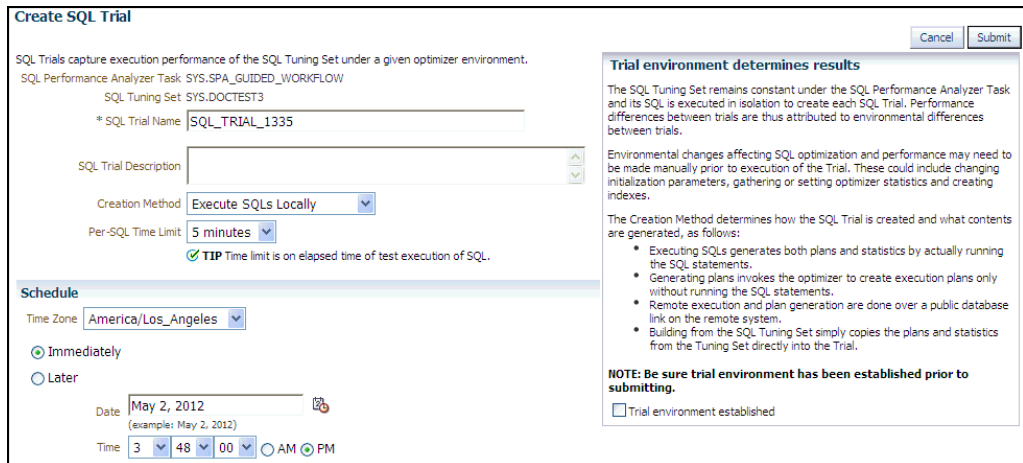 Create SQL Trial
Cancel
Submit
SQL Trials capture execution performance of the SQL Tuning Set under a given optimizer environment.
SQL Performance Analyzer Task SYS.SPA_GUIDED_WORKFLOW
SQL Tuning Set SYS.DOCTEST3
* SQL Trial Name SQL_TRIAL_1335
SQL Trial Description
Creation Method Execute SQLs Locally
Per-SQL Time Limit 5 minutes
TIP Time limit is on elapsed time of test execution of SQL.
Schedule
Time Zone America/Los_Angeles
Immediately
Later
Date May 2, 2012
(example: May 2, 2012)
Time 3 48 00 AM PM
Trial environment determines results
The SQL Tuning Set remains constant under the SQL Performance Analyzer Task
and its SQL is executed in isolation to create each SQL Trial. Performance
differences between trials are thus attributed to environmental differences
between trials.
Environmental changes affecting SQL optimization and performance may need to
be made manually prior to execution of the Trial. These could include changing
initialization parameters, gathering or setting optimizer statistics and creating
indexes.
The Creation Method determines how the SQL Trial is created and what contents
are generated, as follows:
• Executing SQLs generates both plans and statistics by actually running
the SQL statements.
• Generating plans invokes the optimizer to create execution plans only
without running the SQL statements.
• Remote execution and plan generation are done over a public database
link on the remote system.
• Building from the SQL Tuning Set simply copies the plans and statistics
from the Tuning Set directly into the Trial.
NOTE: Be sure trial environment has been established prior to
submitting.
Trial environment established